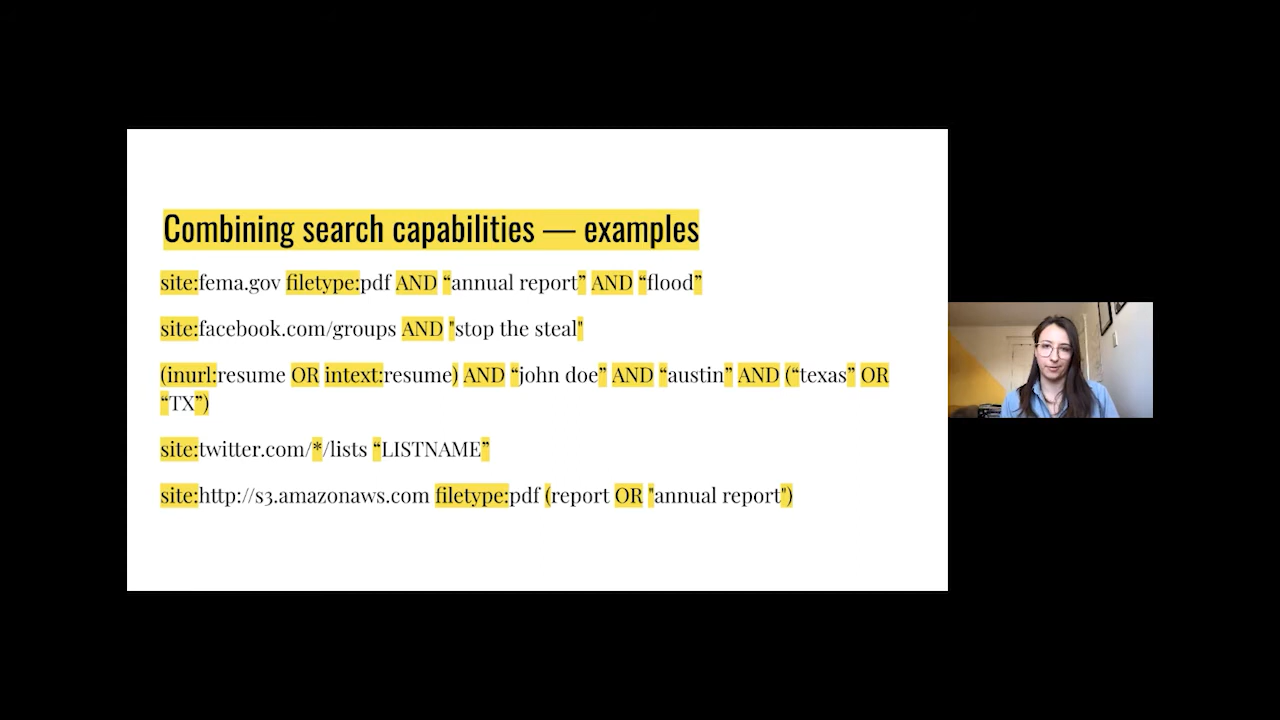 Combining search capabilities — examples
site:fema.gov filetype:pdf AND “annual report” AND “flood”
site:facebook.com/groups AND "stop the steal"
(inurl:resume OR intext:resume) AND “john doe” AND “austin” AND (“texas” OR
“TX”)
site:twitter.com/*/lists “LISTNAME”
site:http://s3.amazonaws.com filetype:pdf (report OR "annual report")